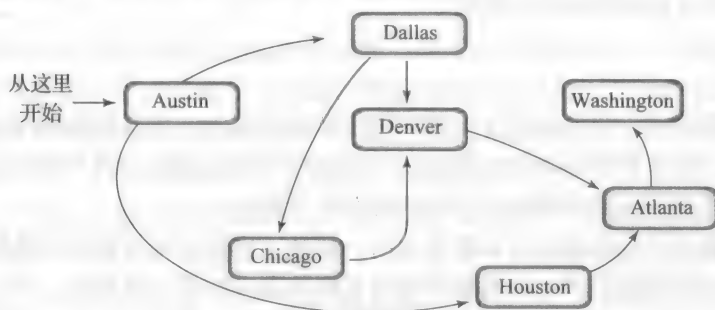 Dallas
从这里
开始
Austin
Washington
Denver
Atlanta
Chicago
Houston